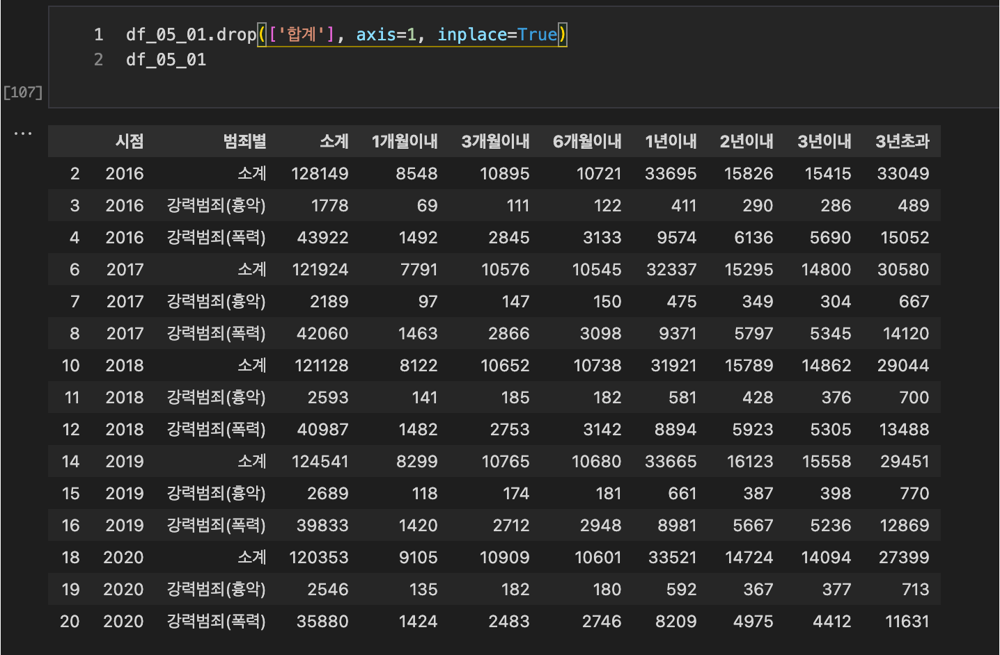 1 df_05_01.drop(['합계'], axis=1, inplace=True)
2 df_05_01
[107]
...
시점 범죄별 소계 1개월이내 3개월이내 6개월이내 1년이내 2년이내 3년이내 3년초과
2 2016 소계 128149 8548 10895 10721 33695 15826 15415 33049
3 2016 강력범죄(흉악) 1778 69 111 122 411 290 286 489
4 2016 강력범죄(폭력) 43922 1492 2845 3133 9574 6136 5690 15052
6 2017 소계 121924 7791 10576 10545 32337 15295 14800 30580
7 2017 강력범죄(흉악) 2189 97 147 150 475 349 304 667
8 2017 강력범죄(폭력) 42060 1463 2866 3098 9371 5797 5345 14120
10 2018 소계 121128 8122 10652 10738 31921 15789 14862 29044
11 2018 강력범죄(흉악) 2593 141 185 182 581 428 376 700
12 2018 강력범죄(폭력) 40987 1482 2753 3142 8894 5923 5305 13488
14 2019 소계 124541 8299 10765 10680 33665 16123 15558 29451
15 2019 강력범죄(흉악) 2689 118 174 181 661 387 398 770
16 2019 강력범죄(폭력) 39833 1420 2712 2948 8981 5667 5236 12869
18 2020 소계 120353 9105 10909 10601 33521 14724 14094 27399
19 2020 강력범죄(흉악) 2546 135 182 180 592 367 377 713
20 2020 강력범죄(폭력) 35880 1424 2483 2746 8209 4975 4412 11631